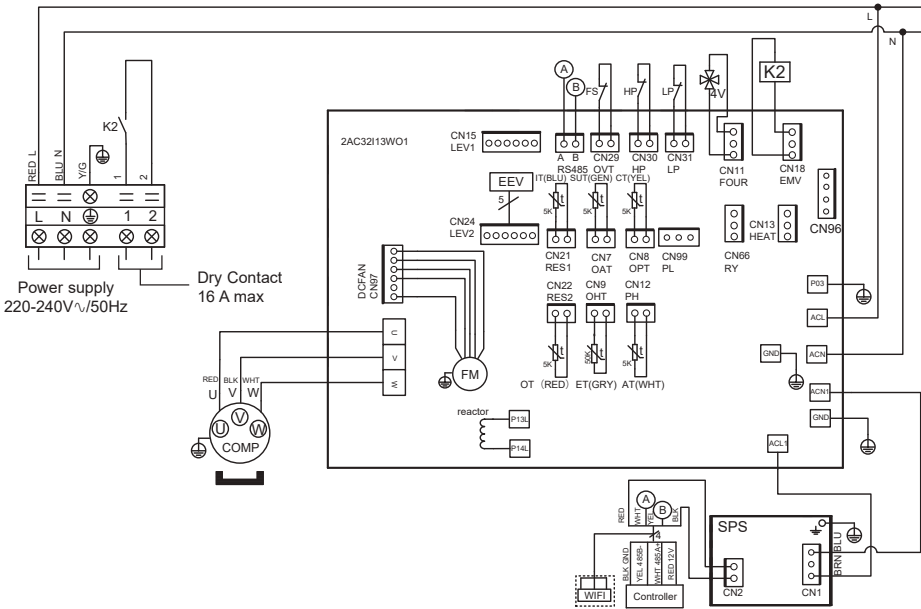 L
N
K2
4V
A
B
FS
HP
LP
K2
RED L
BLU N
Y/G
1
2
2AC32I13WO1
CN15
LEV1
A B
RS485
CN29
OVT
CN30
HP
CN31
LP
CN11
FOUR
CN18
EMV
IT(BLU) SUT(GEN) CT(YEL)
EEV
5
5K
t
5K
t
5K
t
L N 1 2
CN24
LEV2
CN21
RES1
CN7
OAT
CN8
OPT
CN99
PL
CN66
RY
CN13
HEAT
CN96
Power supply
220-240V∿/50Hz
Dry Contact
16 A max
DCFAN
CN97
CN22
RES2
CN9
OHT
CN12
PH
P03
ACL
U
V
W
5K
t
50K
t
5K
t
GND
ACN
FM
OT（RED） ET(GRY) AT(WHT)
RED BLK WHT
U V W
ACN1
reactor
P13L
GND
U
V
W
COMP
P14L
ACL1
RED
WHT
A
YEL
B
BLK
4
SPS
BLK GND
YEL 485B-
WHT 485A+
RED 12V
BRN BLU
WIFI
Controller
CN2
CN1